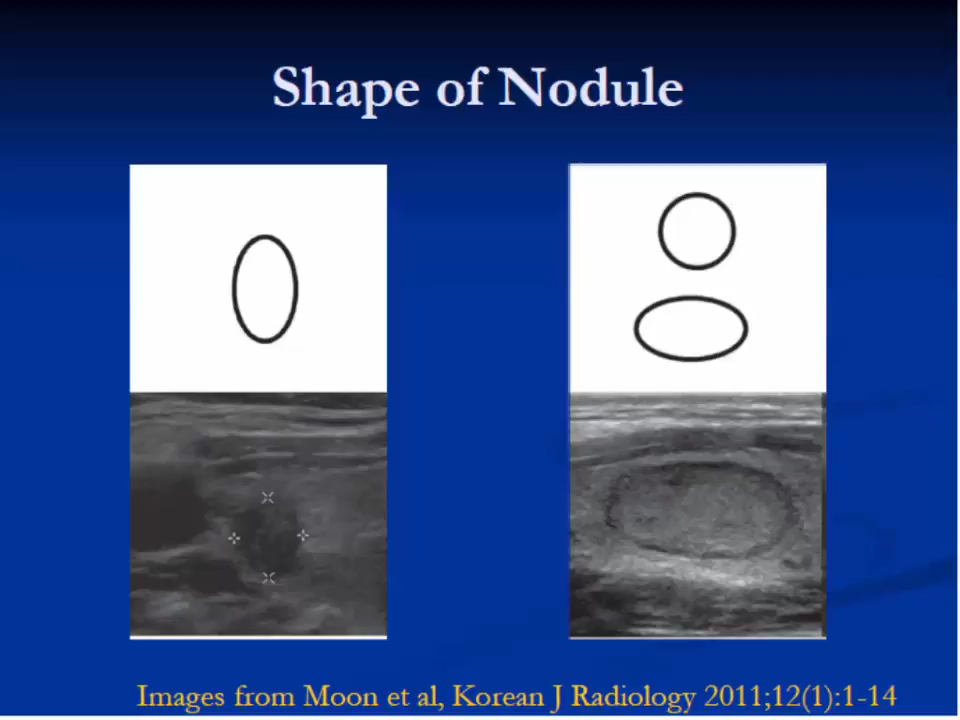 Shape of Nodule
Images from Moon et al, Korean J Radiology 2011;12(1):1-14